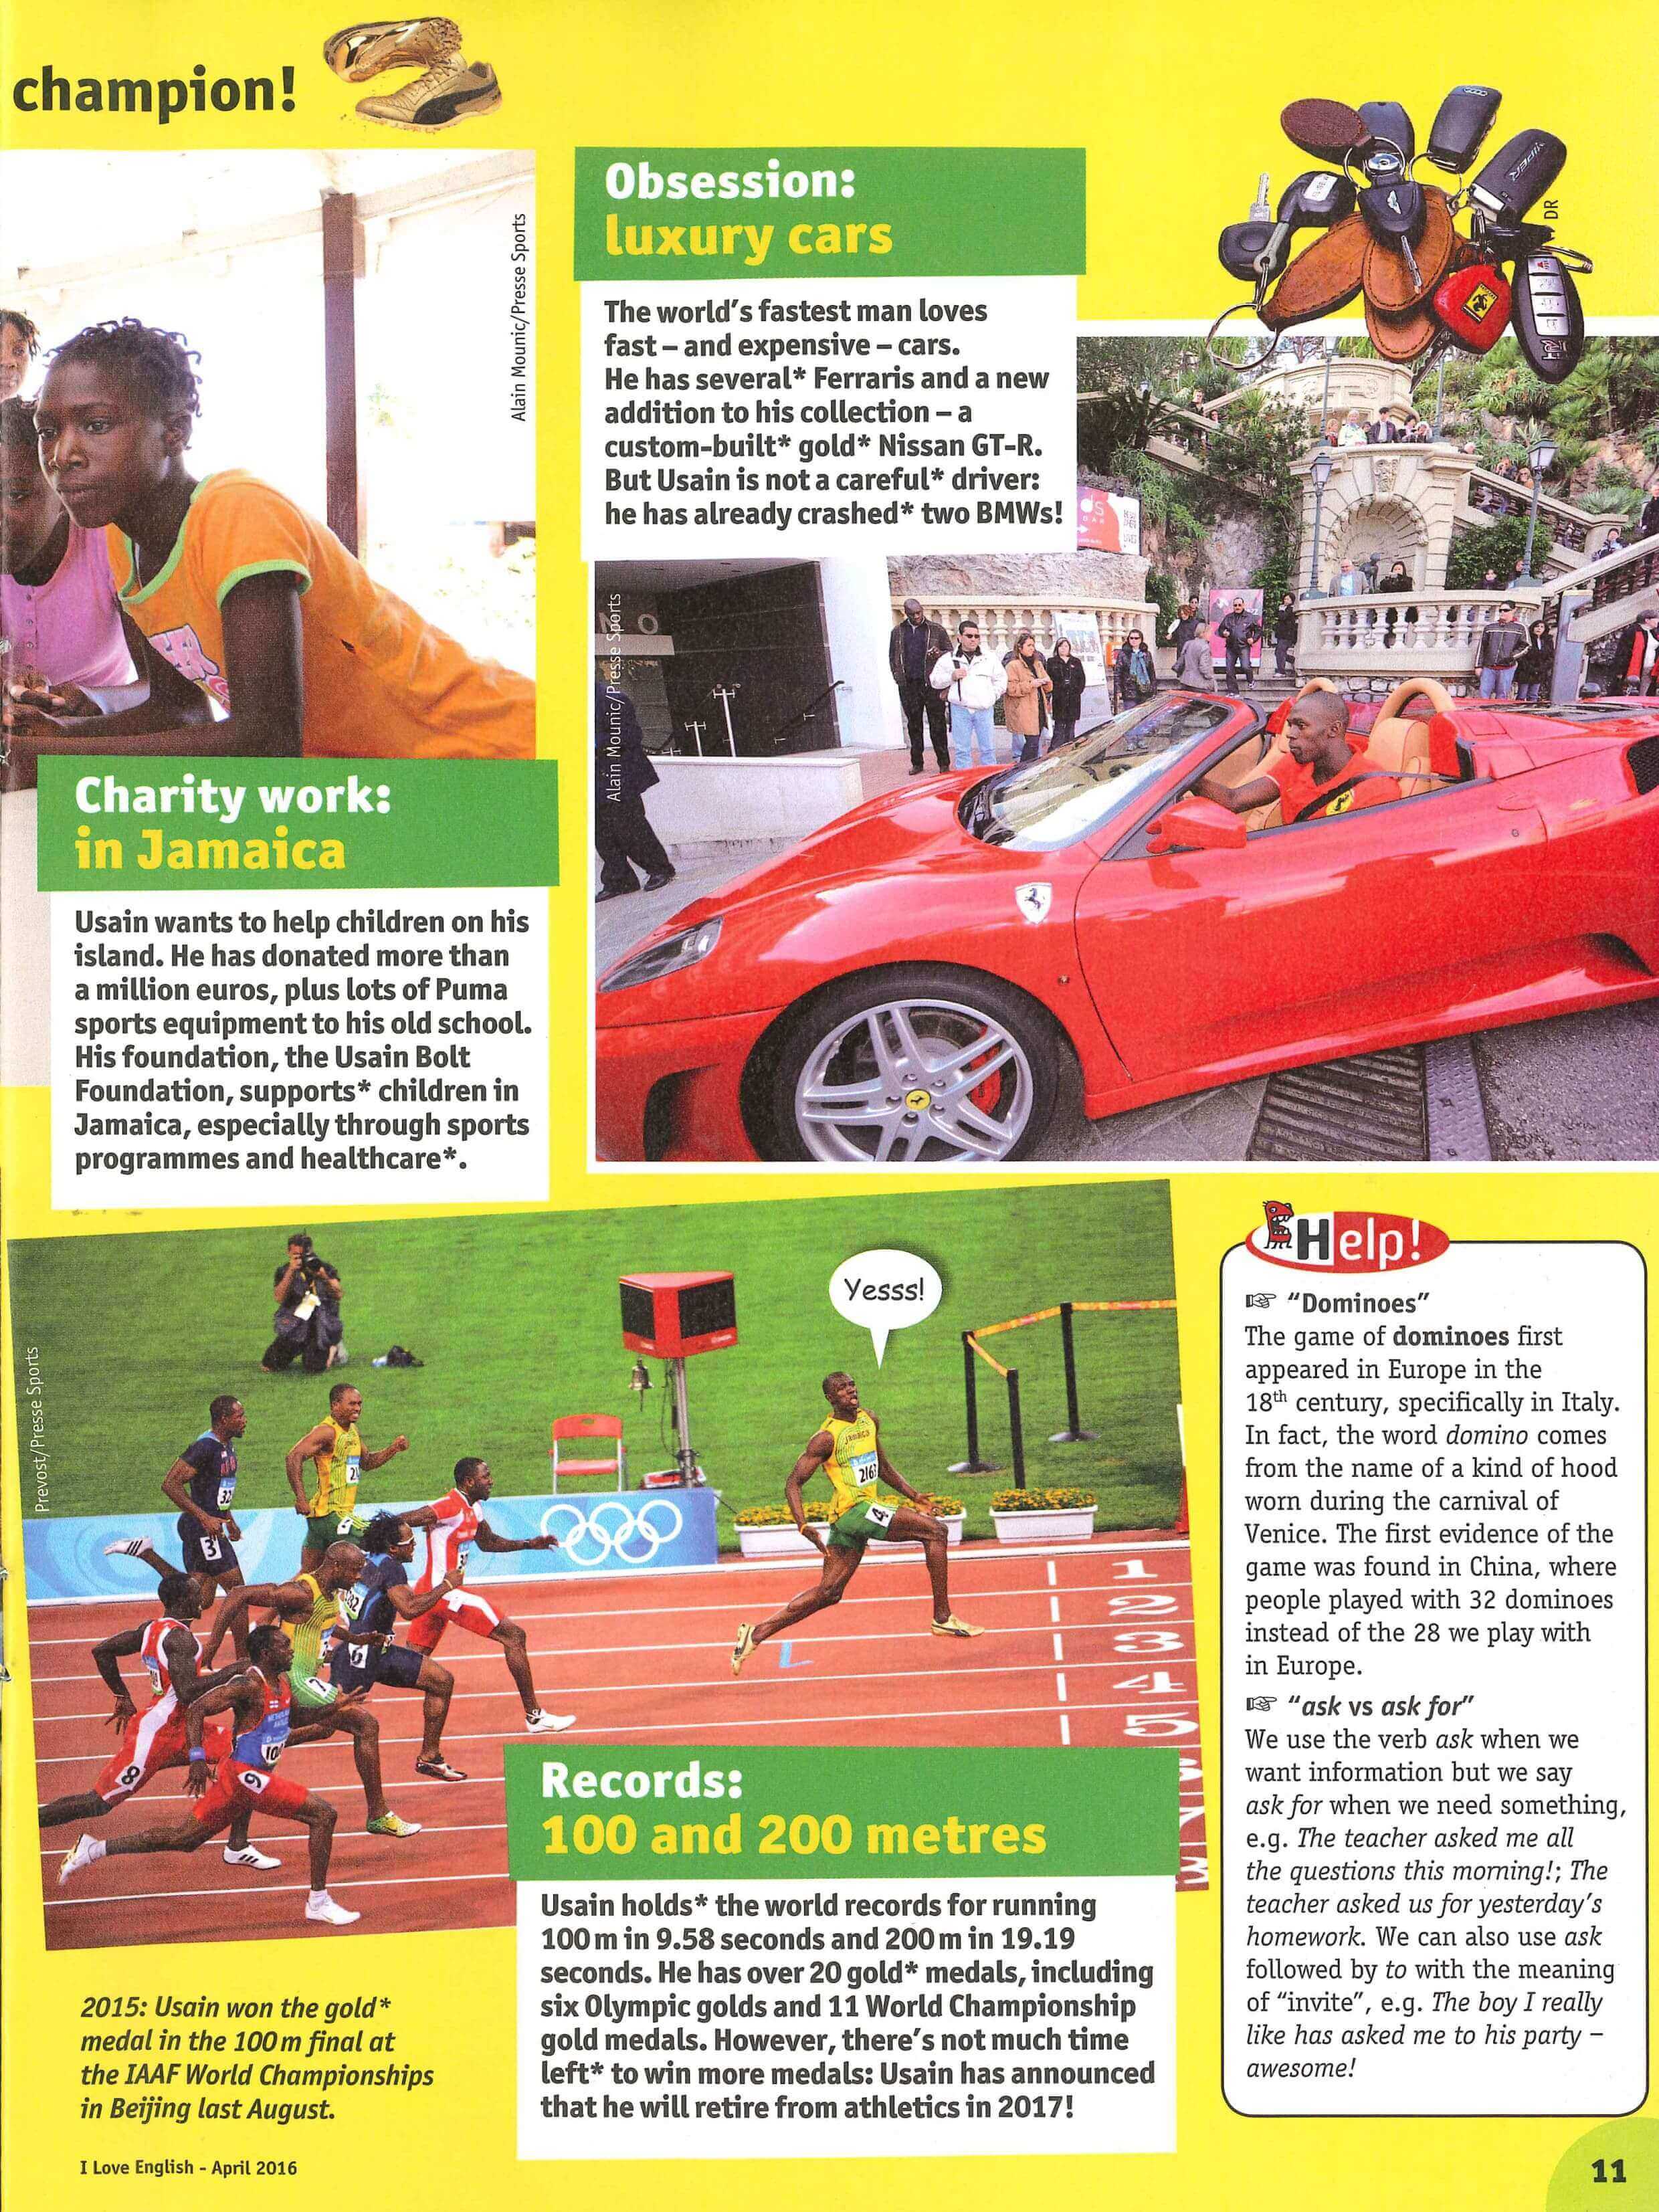 champion!
Alain Mounic/Presse Sports
Charity work:
in Jamaica
Usain wants to help children on his
island. He has donated more than
a million euros, plus lots of Puma
sports equipment to his old school.
His foundation, the Usain Bolt
Foundation, supports* children in
Jamaica, especially through sports
programmes and healthcare*.
Obsession:
luxury cars
The world's fastest man loves
fast – and expensive – cars.
He has several* Ferraris and a new
addition to his collection – a
custom-built* gold* Nissan GT-R.
But Usain is not a careful* driver:
he has already crashed* two BMWs!
DR
Alain Mounic/Presse Sports
Prevost/Presse Sports
Yesss!
JAMAICA
2163
4
3
2
6
8
9
1
2
3
4
5
Records:
100 and 200 metres
Usain holds* the world records for running
100 m in 9.58 seconds and 200 m in 19.19
seconds. He has over 20 gold* medals, including
six Olympic golds and 11 World Championship
gold medals. However, there's not much time
left* to win more medals: Usain has announced
that he will retire from athletics in 2017!
2015: Usain won the gold*
medal in the 100 m final at
the IAAF World Championships
in Beijing last August.
Help!
☞ “Dominoes”
The game of dominoes first
appeared in Europe in the
18th century, specifically in Italy.
In fact, the word domino comes
from the name of a kind of hood
worn during the carnival of
Venice. The first evidence of the
game was found in China, where
people played with 32 dominoes
instead of the 28 we play with
in Europe.
☞ “ask vs ask for”
We use the verb ask when we
want information but we say
ask for when we need something,
e.g. The teacher asked me all
the questions this morning!; The
teacher asked us for yesterday's
homework. We can also use ask
followed by to with the meaning
of “invite”, e.g. The boy I really
like has asked me to his party –
awesome!
I Love English - April 2016
11